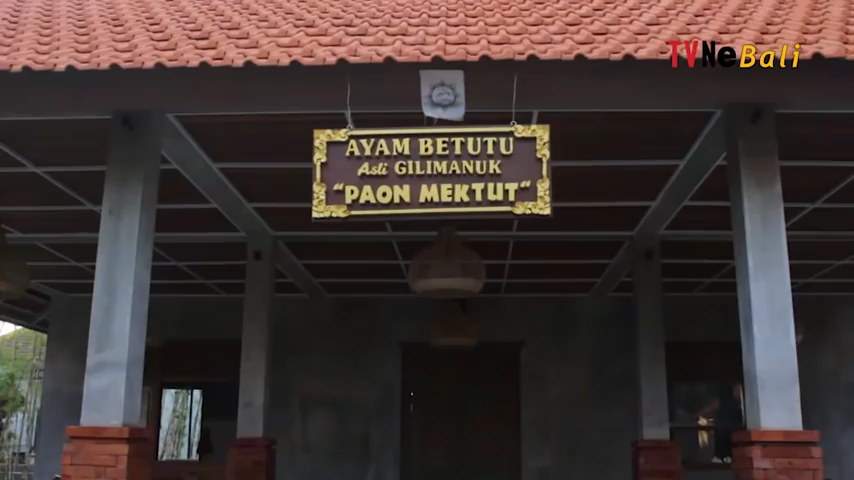 TVNeBali
AYAM BETUTU
Asli GILIMANUK
"PAON MEKTUT"